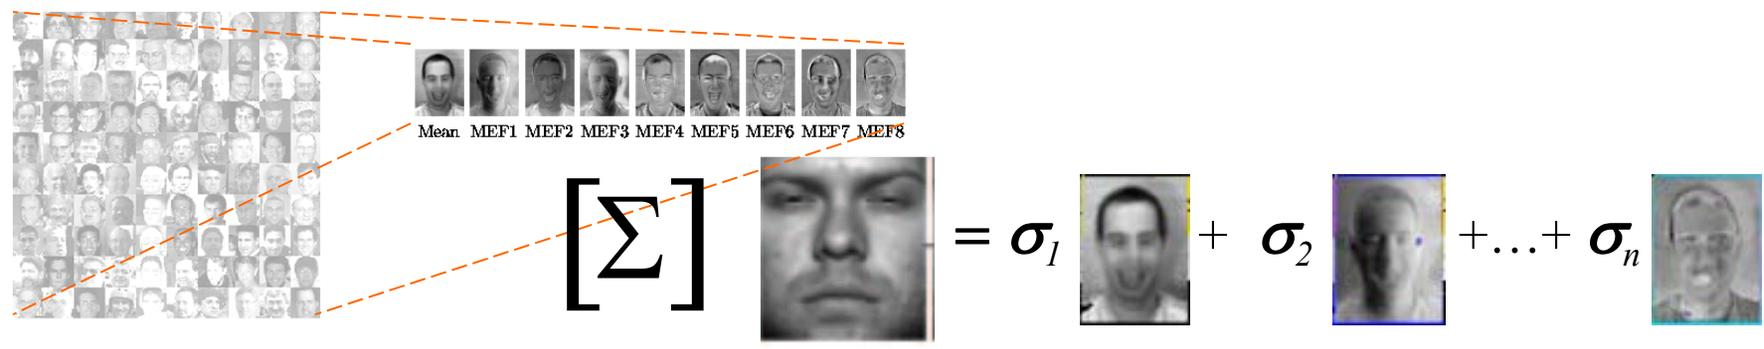 Mean MEF1 MEF2 MEF3 MEF4 MEF5 MEF6 MEF7 MEF8
[Σ] = σ1 + σ2 +...+ σn